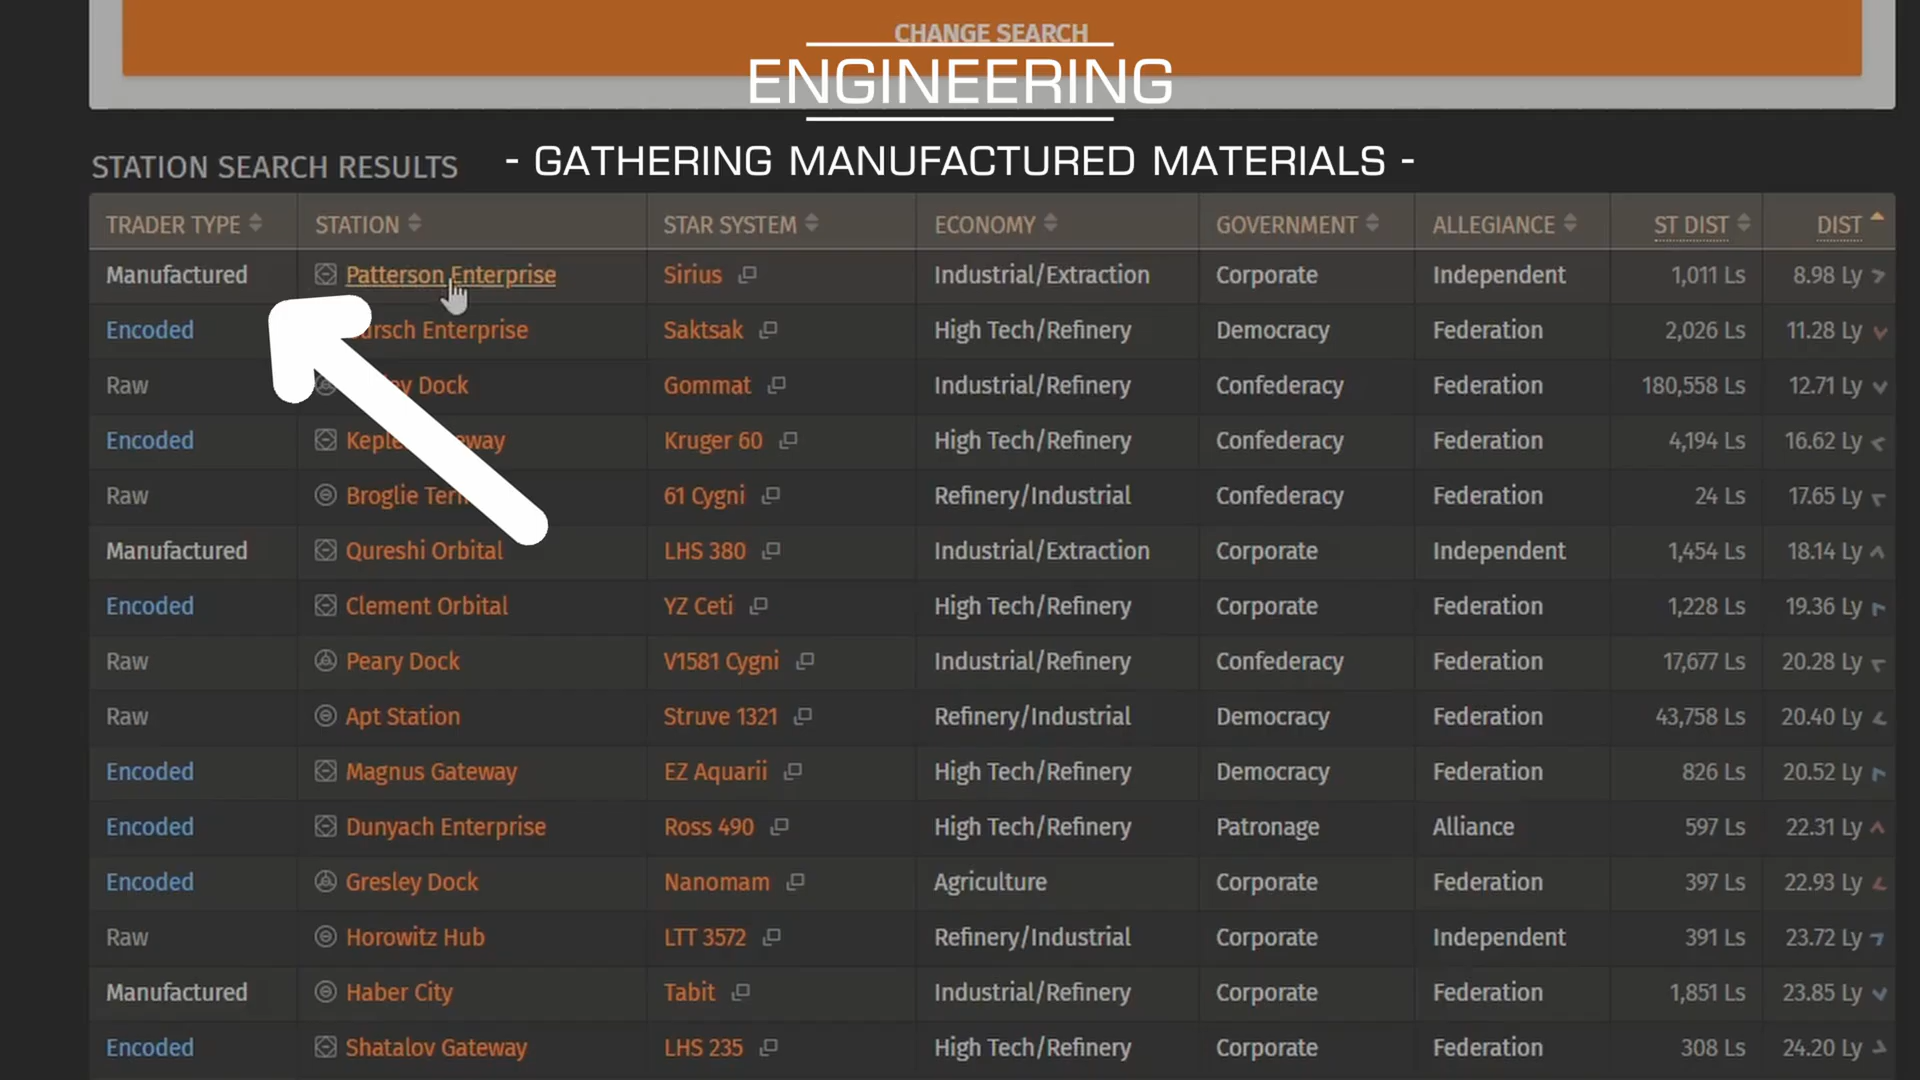 CHANGE SEARCH
ENGINEERING
- GATHERING MANUFACTURED MATERIALS -
STATION SEARCH RESULTS
TRADER TYPE STATION STAR SYSTEM ECONOMY GOVERNMENT ALLEGIANCE ST DIST DIST
Manufactured Patterson Enterprise Sirius Industrial/Extraction Corporate Independent 1,011 Ls 8.98 Ly
Encoded Enterprise Saktsak High Tech/Refinery Democracy Federation 2,026 Ls 11.28 Ly
Raw Dock Gommat Industrial/Refinery Confederacy Federation 180,558 Ls 12.71 Ly
Encoded Kruger 60 High Tech/Refinery Confederacy Federation 4,194 Ls 16.62 Ly
Raw Broglie 61 Cygni Refinery/Industrial Confederacy Federation 24 Ls 17.65 Ly
Manufactured Qureshi Orbital LHS 380 Industrial/Extraction Corporate Independent 1,454 Ls 18.14 Ly
Encoded Clement Orbital YZ Ceti High Tech/Refinery Corporate Federation 1,228 Ls 19.36 Ly
Raw Peary Dock V1581 Cygni Industrial/Refinery Confederacy Federation 17,677 Ls 20.28 Ly
Raw Apt Station Struve 1321 Refinery/Industrial Democracy Federation 43,758 Ls 20.40 Ly
Encoded Magnus Gateway EZ Aquarii High Tech/Refinery Democracy Federation 826 Ls 20.52 Ly
Encoded Dunyach Enterprise Ross 490 High Tech/Refinery Patronage Alliance 597 Ls 22.31 Ly
Encoded Gresley Dock Nanomam Agriculture Corporate Federation 397 Ls 22.93 Ly
Raw Horowitz Hub LTT 3572 Refinery/Industrial Corporate Independent 391 Ls 23.72 Ly
Manufactured Haber City Tabit Industrial/Refinery Corporate Federation 1,851 Ls 23.85 Ly
Encoded Shatalov Gateway LHS 235 High Tech/Refinery Corporate Federation 308 Ls 24.20 Ly